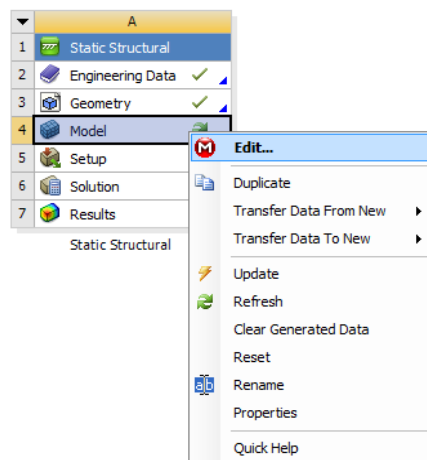 A
1 Static Structural
2 Engineering Data
3 Geometry
4 Model
5 Setup
6 Solution
7 Results
Static Structural
Edit...
Duplicate
Transfer Data From New
Transfer Data To New
Update
Refresh
Clear Generated Data
Reset
ab Rename
Properties
Quick Help